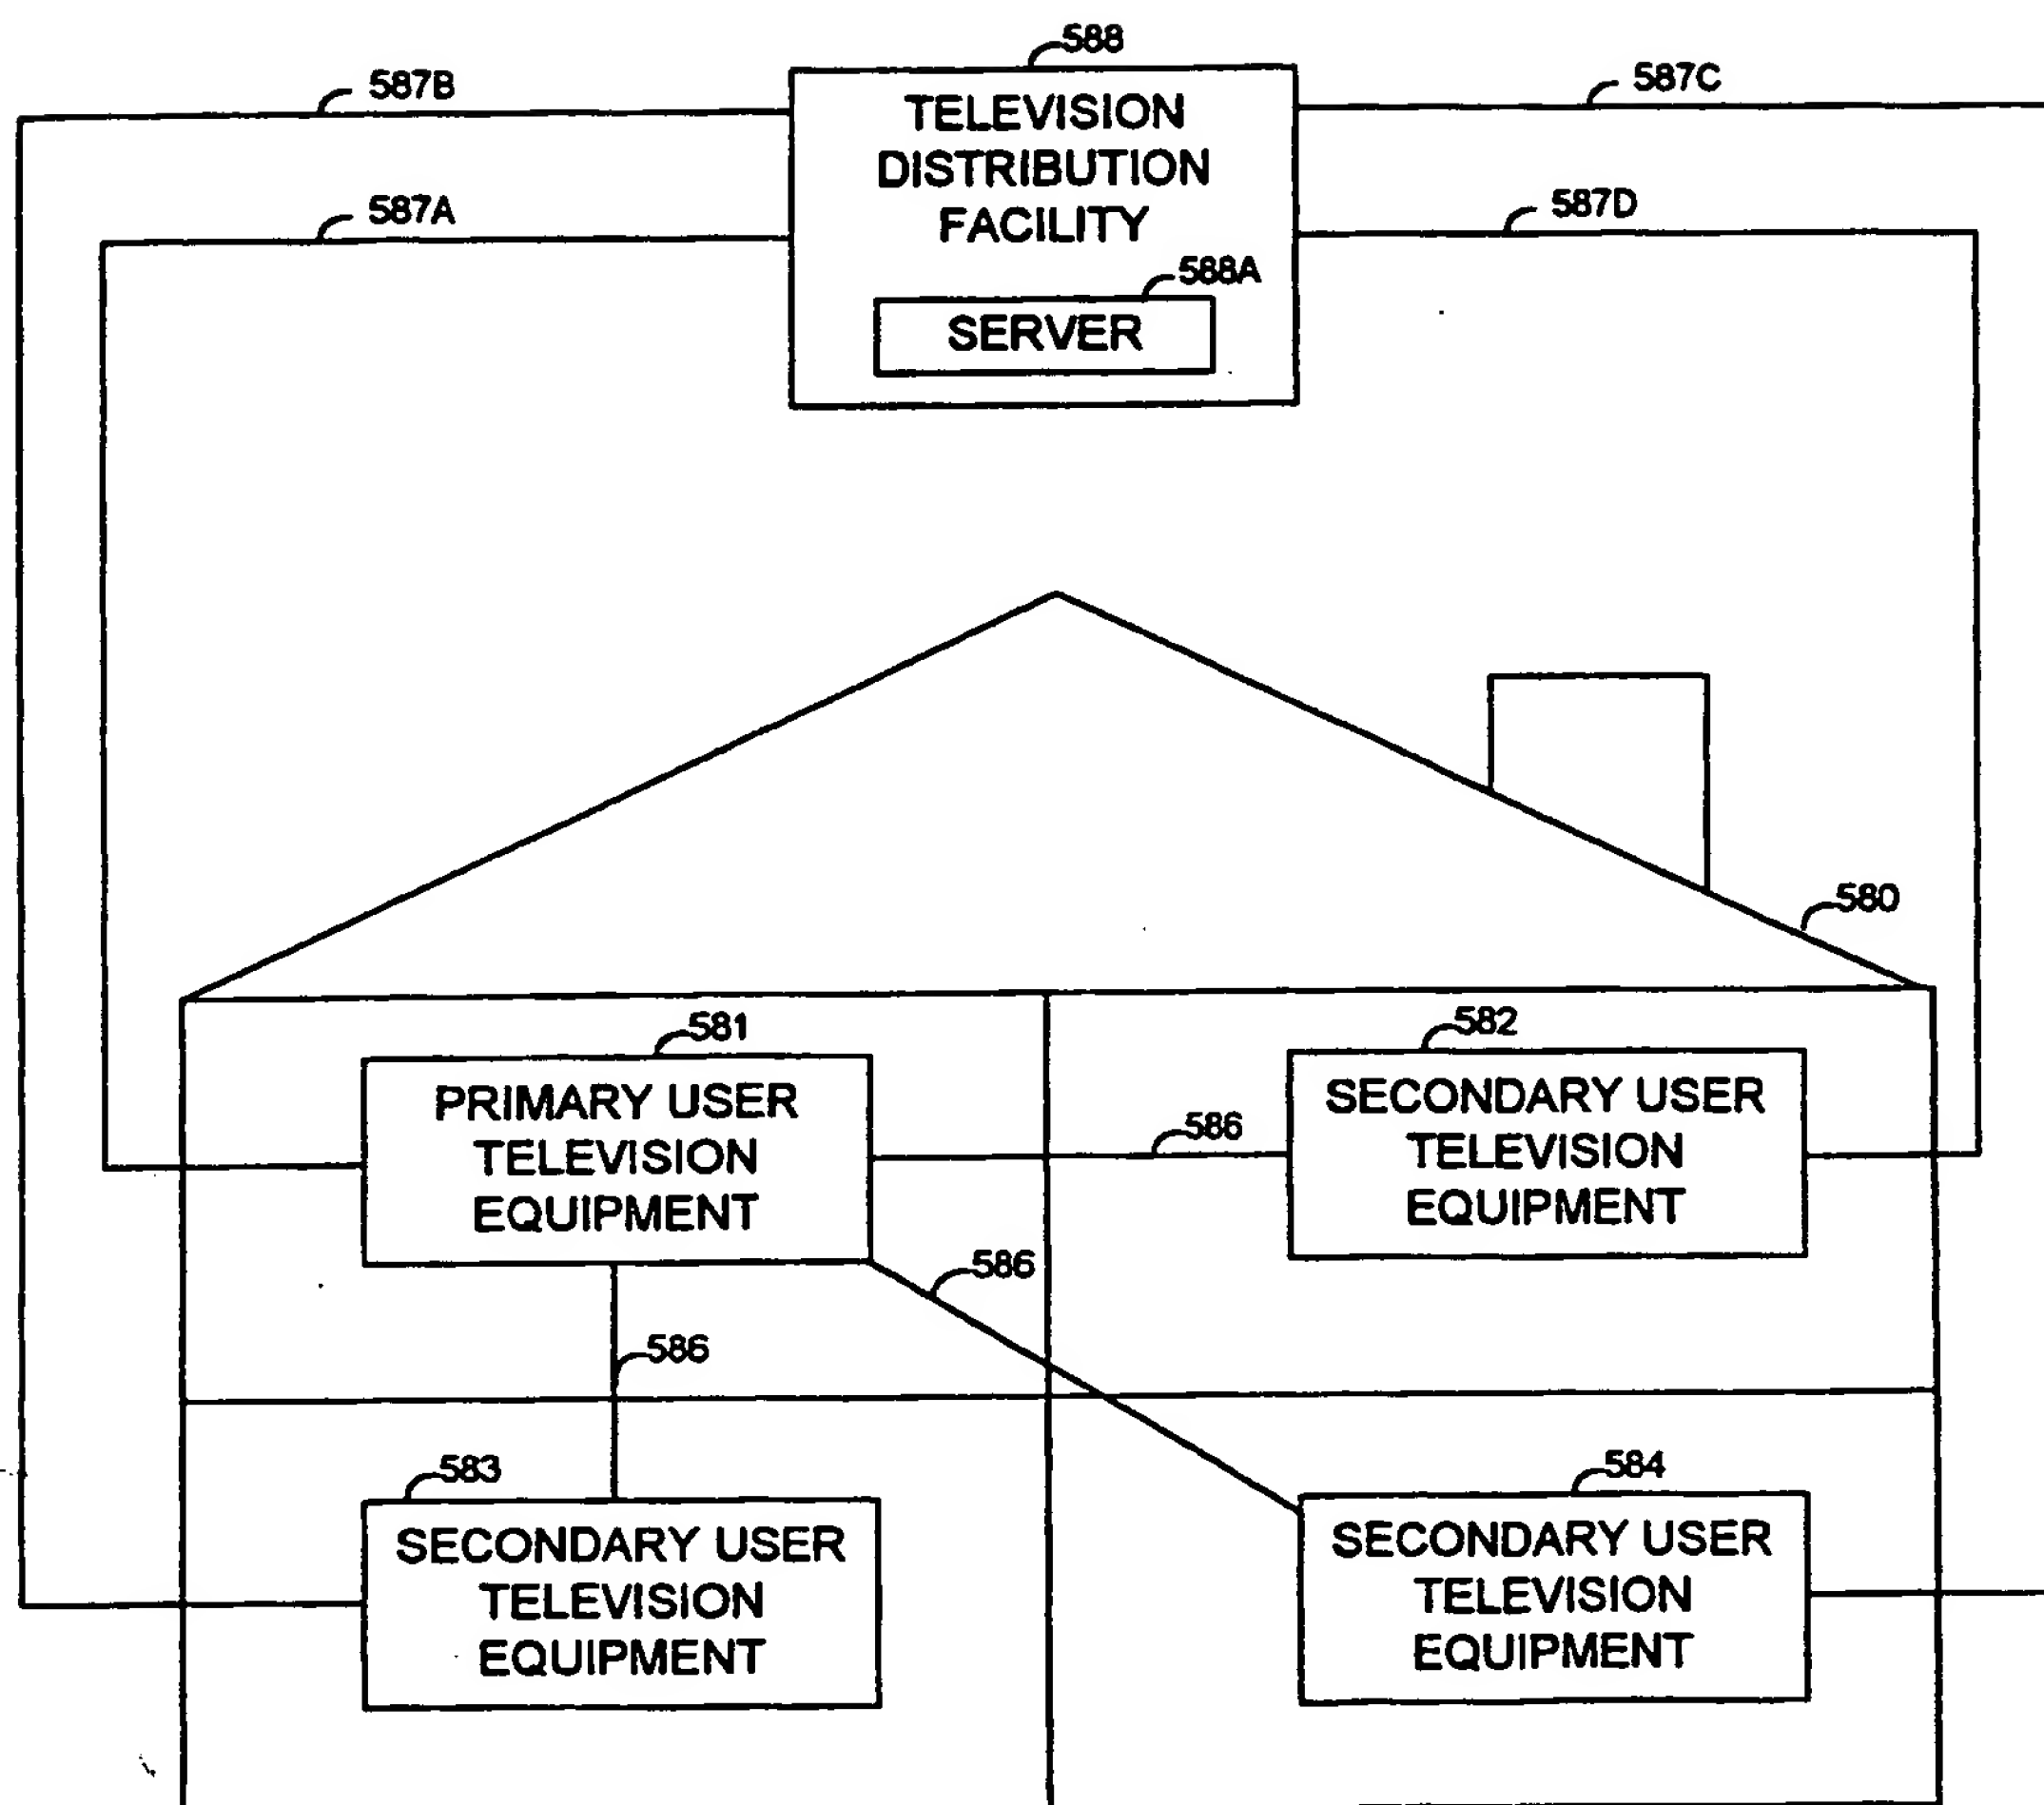 588
587B
587C
TELEVISION
DISTRIBUTION
FACILITY
587A
587D
588A
SERVER
580
581
582
PRIMARY USER
TELEVISION
EQUIPMENT
586
SECONDARY USER
TELEVISION
EQUIPMENT
586
586
583
584
SECONDARY USER
TELEVISION
EQUIPMENT
SECONDARY USER
TELEVISION
EQUIPMENT